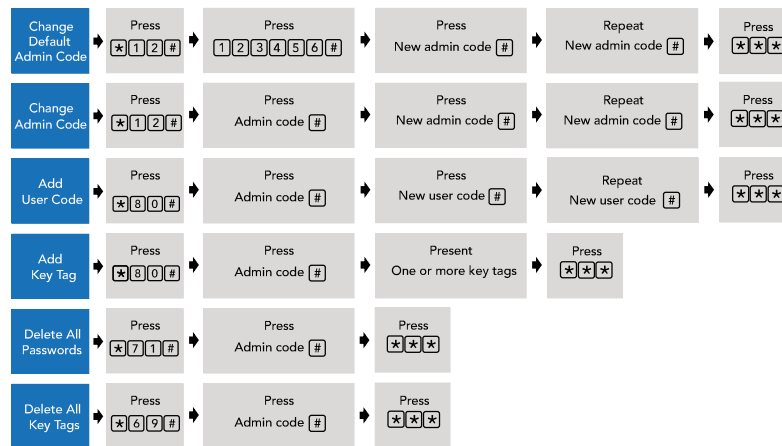 Change Default Admin Code
Press
*12#
Press
123456#
Press
New admin code #
Repeat
New admin code #
Press
***
Change Admin Code
Press
*12#
Press
Admin code #
Press
New admin code #
Repeat
New admin code #
Press
***
Add User Code
Press
*80#
Press
Admin code #
Press
New user code #
Repeat
New user code #
Press
***
Add Key Tag
Press
*80#
Press
Admin code #
Present
One or more key tags
Press
***
Delete All Passwords
Press
*71#
Press
Admin code #
Press
***
Delete All Key Tags
Press
*69#
Press
Admin code #
Press
***